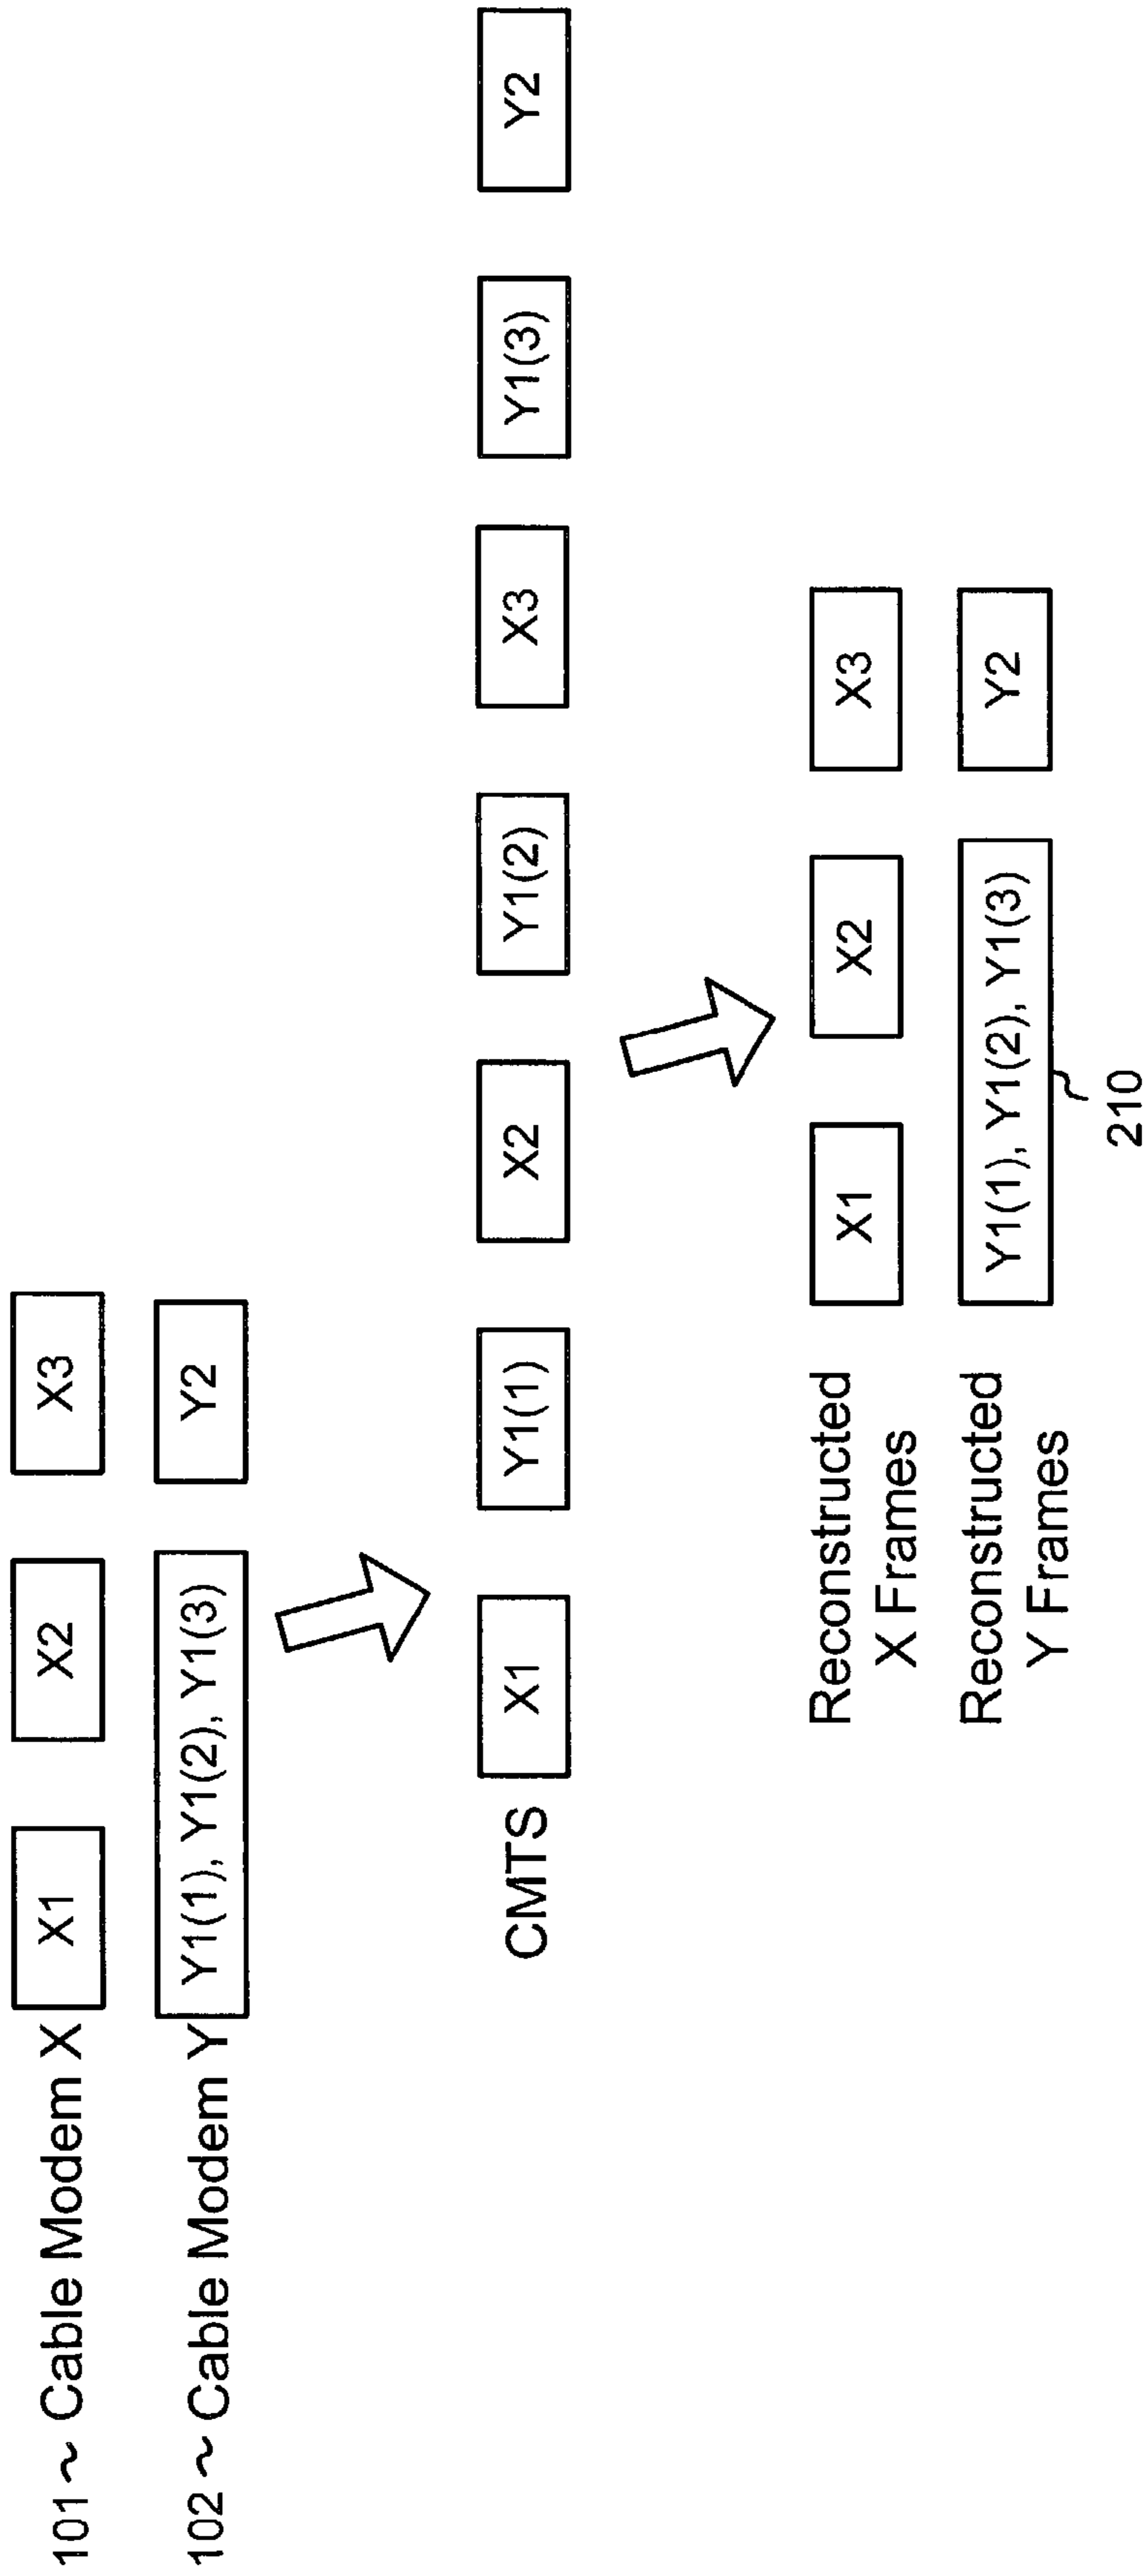 101 ~ Cable Modem X X1 X2 X3
102 ~ Cable Modem Y Y1(1), Y1(2), Y1(3) Y2
CMTS X1 Y1(1) X2 Y1(2) X3 Y1(3) Y2
Reconstructed
X Frames
X1 X2 X3
Reconstructed
Y Frames
Y1(1), Y1(2), Y1(3) Y2
210